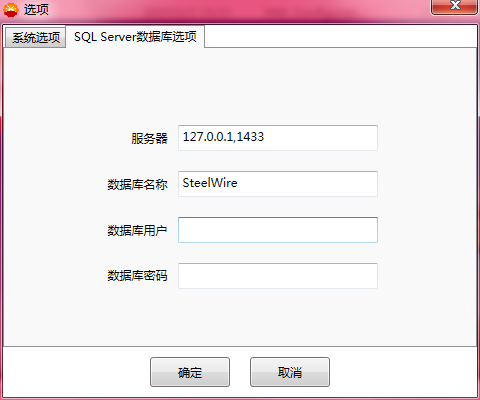 选项
系统选项
SQL Server数据库选项
服务器 127.0.0.1,1433
数据库名称 SteelWire
数据库用户
数据库密码
确定 取消